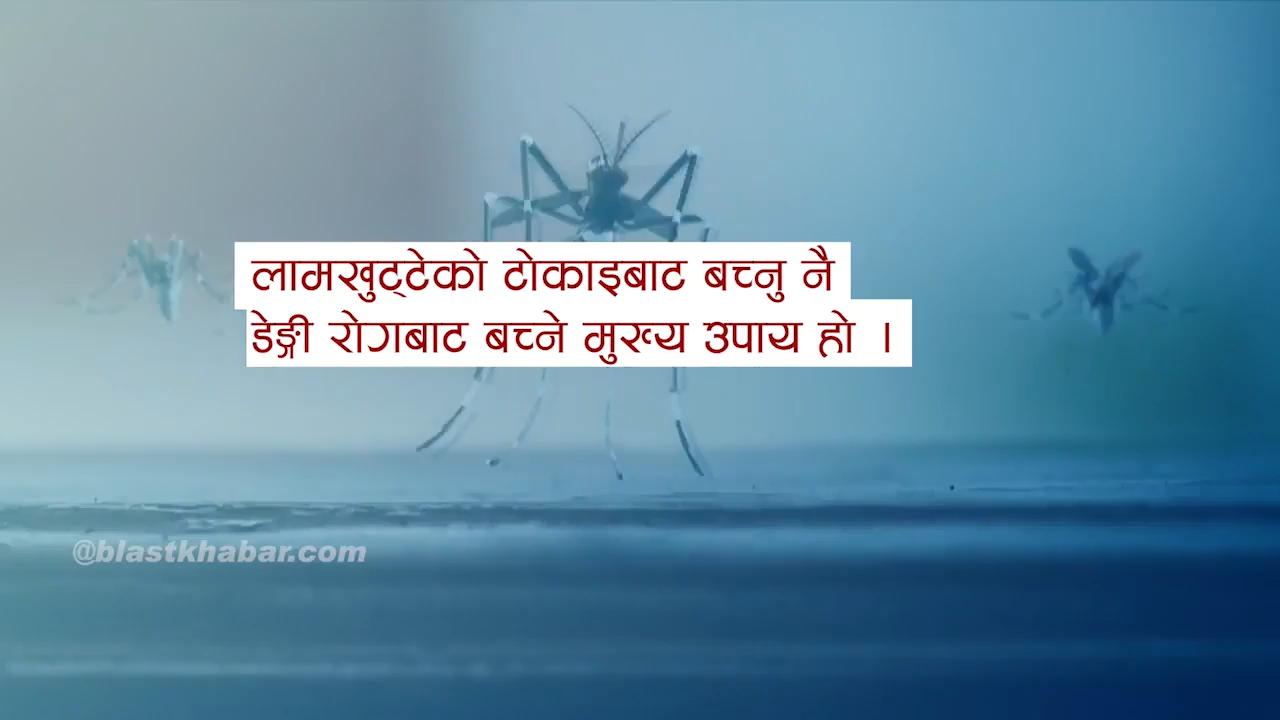 लामखुट्टेको टोकाइबाट बच्नु नै
डेङ्गी रोगबाट बच्ने मुख्य उपाय हो ।
@blastkhabar.com